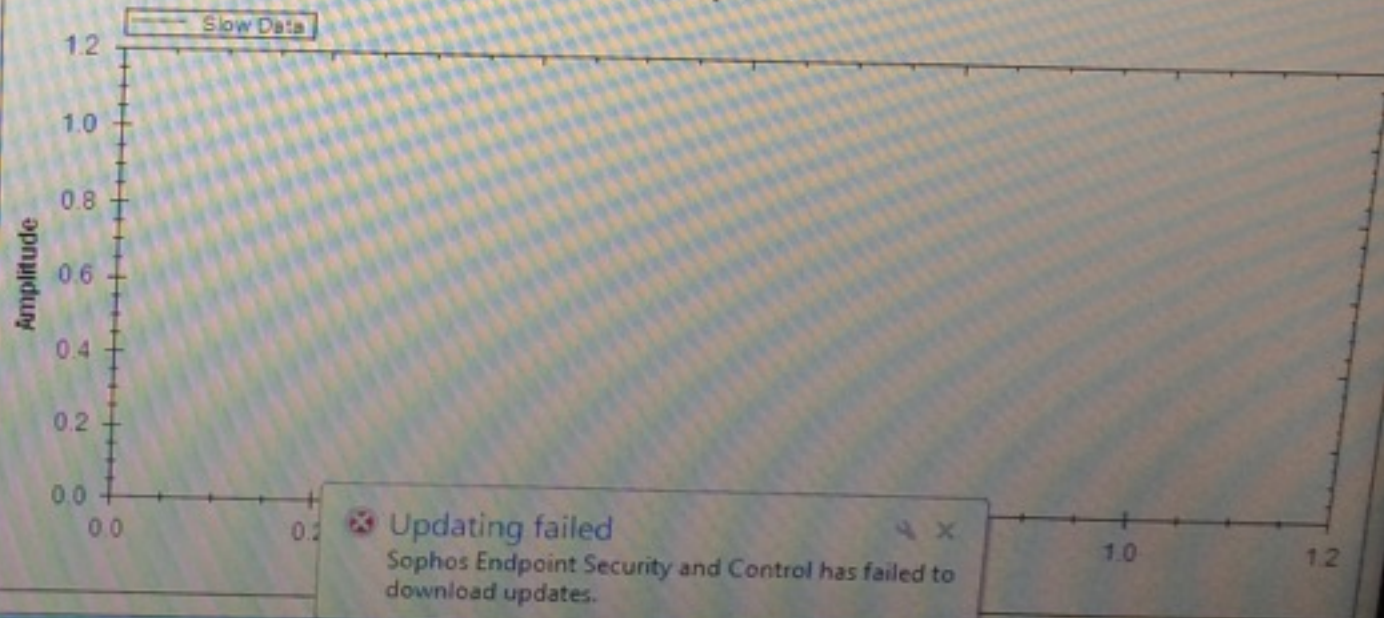 Slow Data
1.2
1.0
0.8
0.6
0.4
0.2
0.0
Amplitude
0.0
1.0
1.2
Updating failed
Sophos Endpoint Security and Control has failed to
download updates.